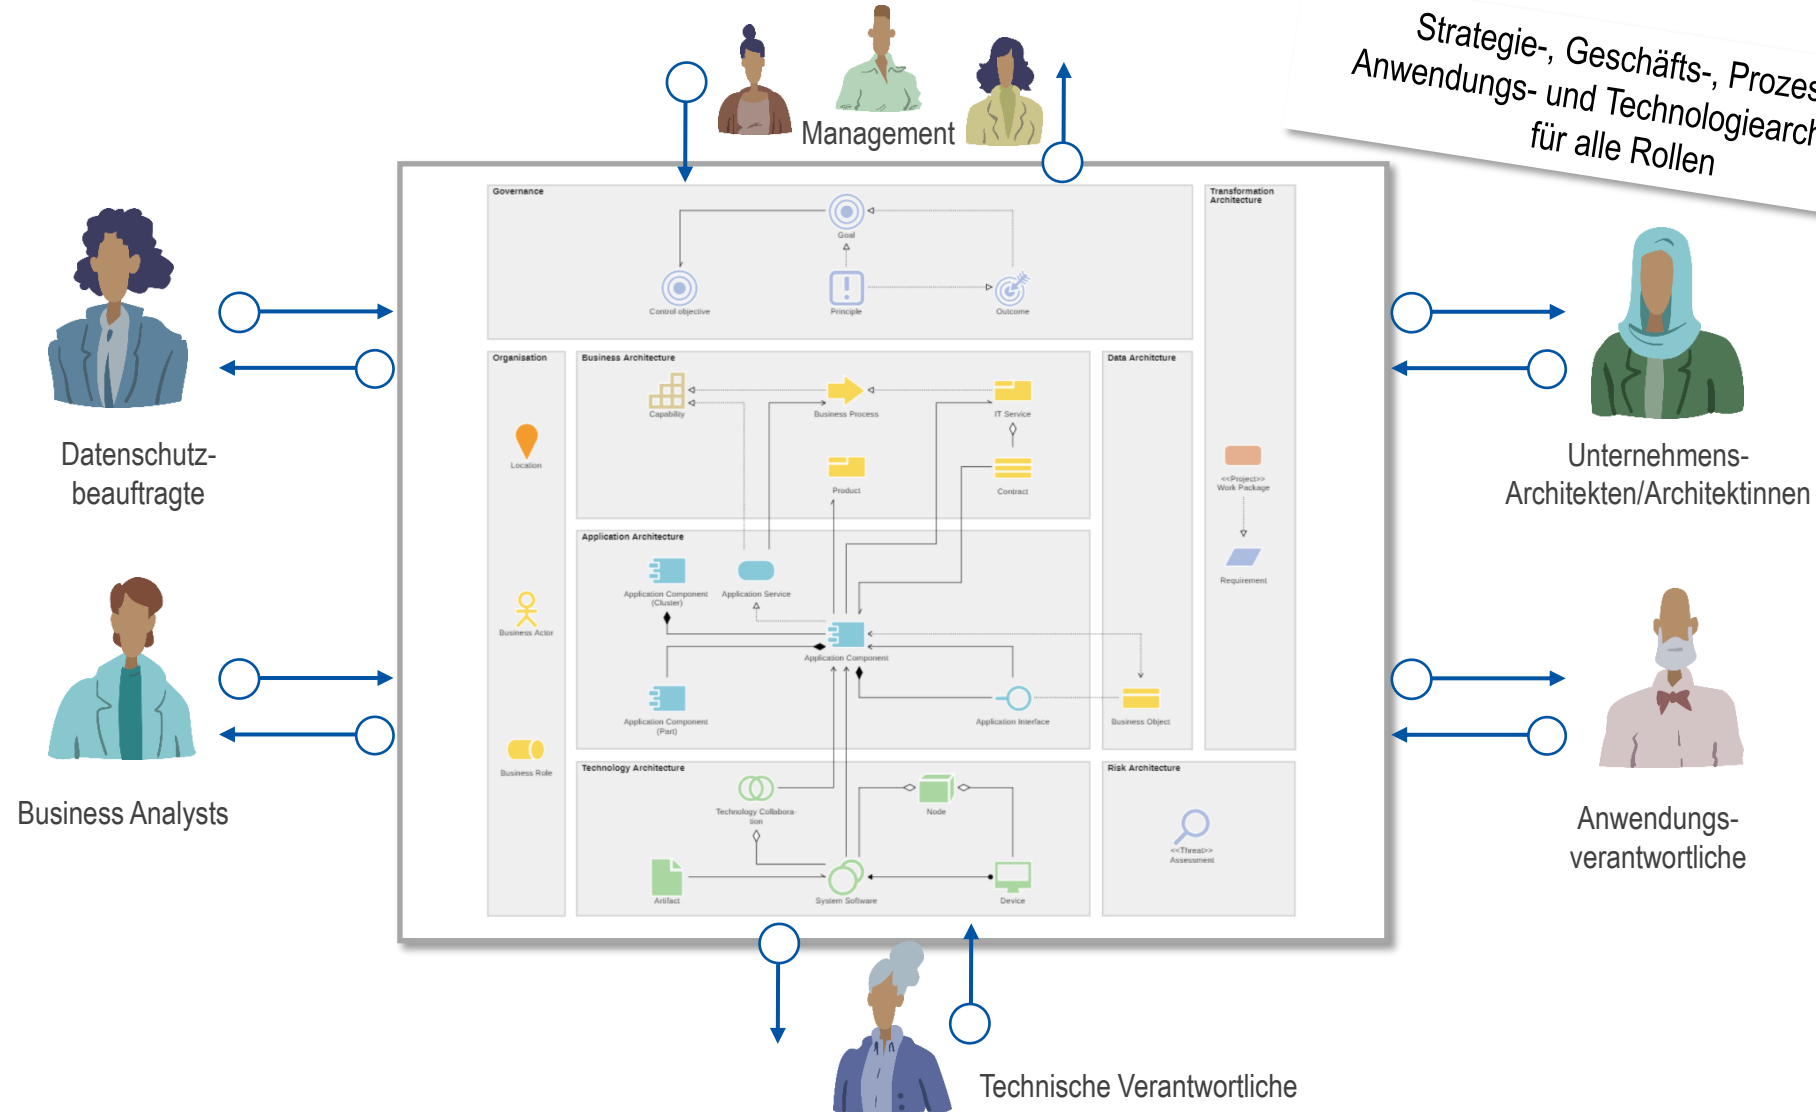 Strategie-, Geschäfts-, Prozes
Anwendungs- und Technologiearch
für alle Rollen
Management
Governance
Transformation
Architecture
Goal
Control objective
Principle
Outcome
Datenschutz-
beauftragte
Unternehmens-
Architekten/Architektinnen
Organisation
Business Architecture
Data Architcture
Capability
Business Process
IT Service
Location
Product
Contract
<<Project>>
Work Package
Application Architecture
Application Component
(Cluster)
Application Service
Requirement
Business Actor
Application Component
Application Component
(Part)
Application Interface
Business Object
Business Role
Technology Architecture
Risk Architecture
Technology Collabora-
tion
Node
<<Threat>>
Assessment
Artifact
System Software
Device
Business Analysts
Anwendungs-
verantwortliche
Technische Verantwortliche